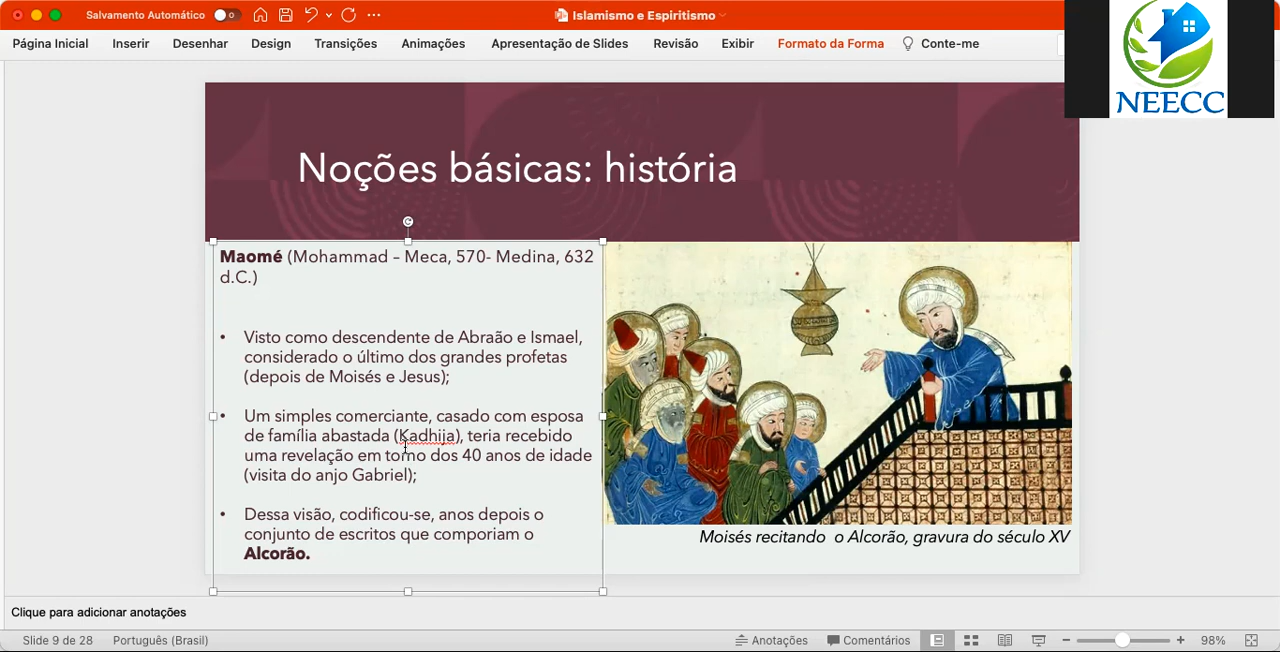 Salvamento Automático 0 Islamismo e Espiritismo
Página Inicial Inserir Desenhar Design Transições Animações Apresentação de Slides Revisão Exibir Formato da Forma Conte-me
NEECC
Noções básicas: história
Maomé (Mohammad – Meca, 570- Medina, 632
d.C.)
• Visto como descendente de Abraão e Ismael,
considerado o último dos grandes profetas
(depois de Moisés e Jesus);
• Um simples comerciante, casado com esposa
de família abastada (Kadhija), teria recebido
uma revelação em torno dos 40 anos de idade
(visita do anjo Gabriel);
• Dessa visão, codificou-se, anos depois o
conjunto de escritos que comporiam o
Alcorão.
Moisés recitando o Alcorão, gravura do século XV
Clique para adicionar anotações
Slide 9 de 28 Português (Brasil) Anotações Comentários 98%